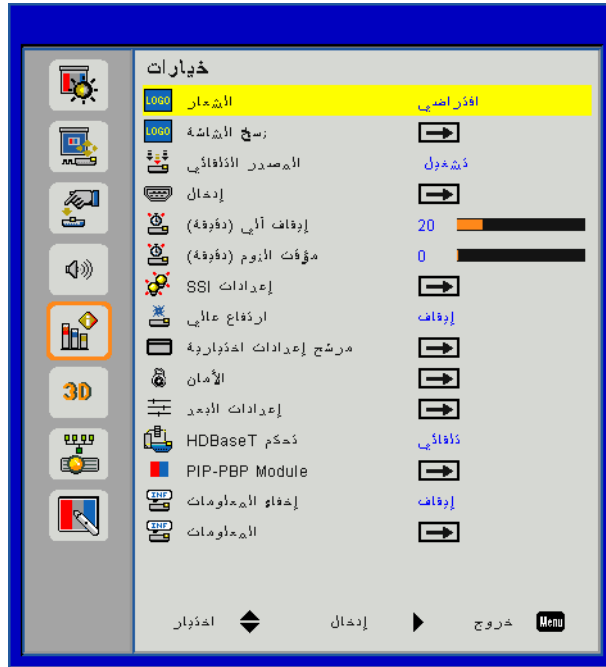 خيارات
LOGO الشعار افتراضي
LOGO نسخ الشاشة
المصدر التلقائي تشغيل
إدخال
إيقاف آلي (دقيقة) 20
مؤقت النوم (دقيقة) 0
إعدادات SSI
ارتفاع عالي إيقاف
مرشح إعدادات اختيارية
الأمان
إعدادات البعد
3D
تحكم HDBaseT تلقائي
PIP-PBP Module
INF إخفاء المعلومات إيقاف
INF المعلومات
اختيار إدخال خروج Menu